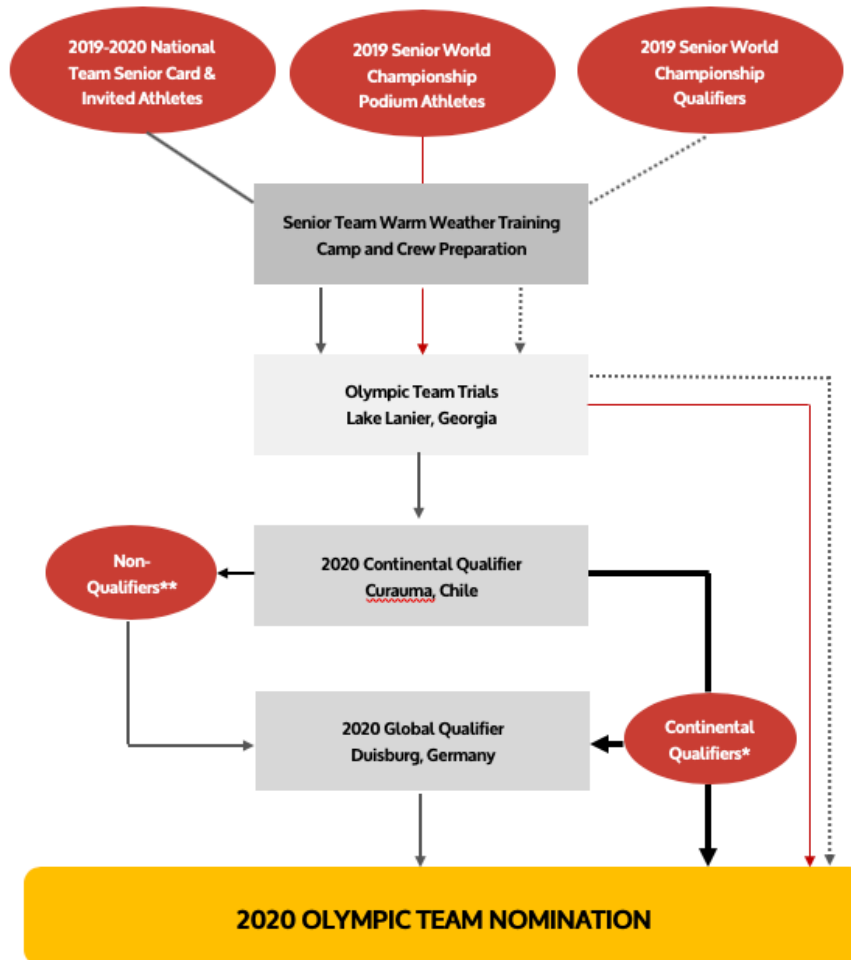 2019-2020 National
Team Senior Card &
Invited Athletes
2019 Senior World
Championship
Podium Athletes
2019 Senior World
Championship
Qualifiers
Senior Team Warm Weather Training
Camp and Crew Preparation
Olympic Team Trials
Lake Lanier, Georgia
2020 Continental Qualifier
Curauma, Chile
Non-
Qualifiers**
2020 Global Qualifier
Duisburg, Germany
Continental
Qualifiers*
2020 OLYMPIC TEAM NOMINATION